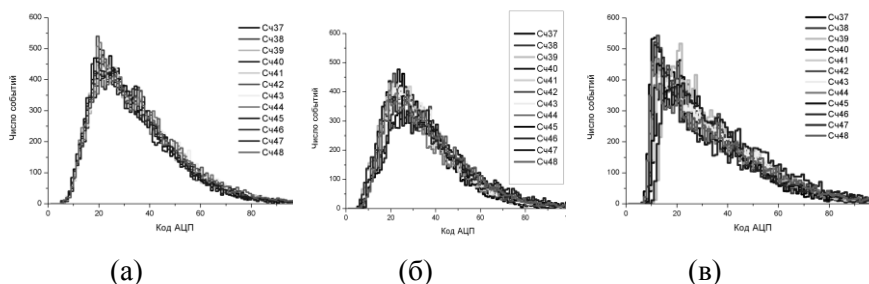 600
500
400
300
200
100
0
0
20
40
60
80
Число событий
Код АЦП
Сч37
Сч38
Сч39
Сч40
Сч41
Сч42
Сч43
Сч44
Сч45
Сч46
Сч47
Сч48
(а)
600
500
400
300
200
100
0
0
20
40
60
80
Число событий
Код АЦП
Сч37
Сч38
Сч39
Сч40
Сч41
Сч42
Сч43
Сч44
Сч45
Сч46
Сч47
Сч48
(б)
600
500
400
300
200
100
0
0
20
40
60
80
Число событий
Код АЦП
Сч37
Сч38
Сч39
Сч40
Сч41
Сч42
Сч43
Сч44
Сч45
Сч46
Сч47
Сч48
(в)